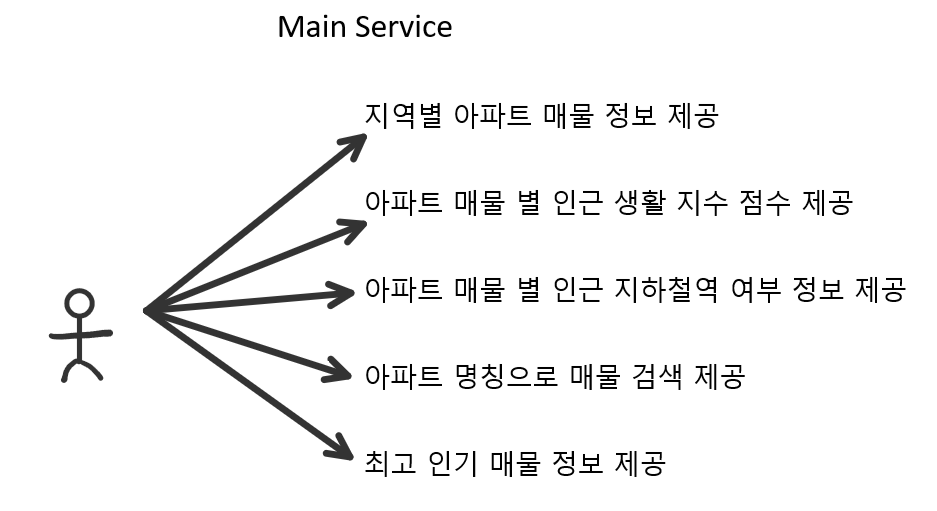 Main Service
지역별 아파트 매물 정보 제공
아파트 매물 별 인근 생활 지수 점수 제공
아파트 매물 별 인근 지하철역 여부 정보 제공
아파트 명칭으로 매물 검색 제공
최고 인기 매물 정보 제공